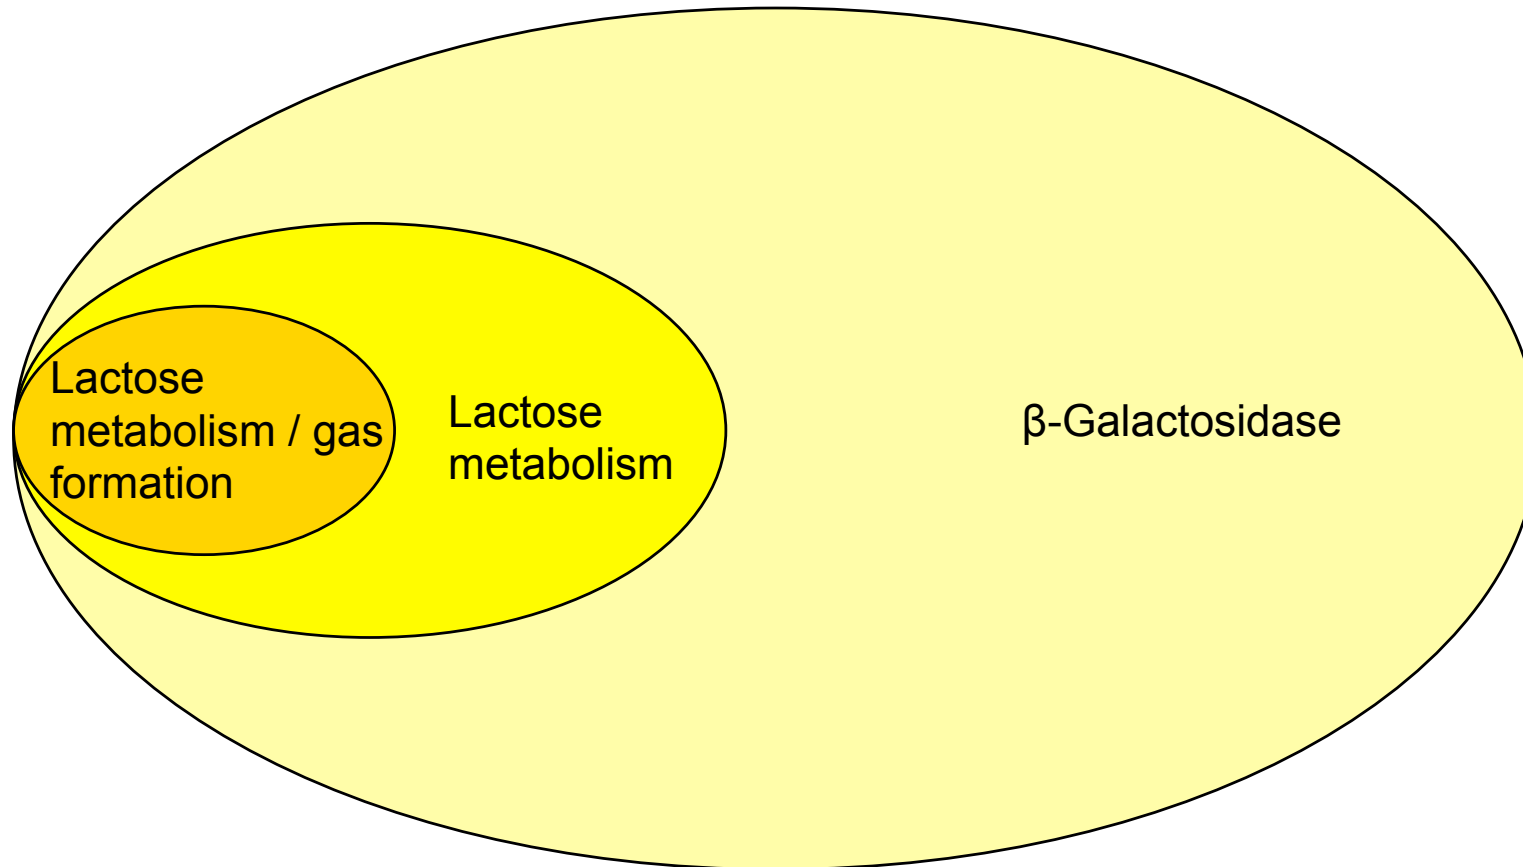 Lactose
metabolism / gas
formation
Lactose
metabolism
β-Galactosidase